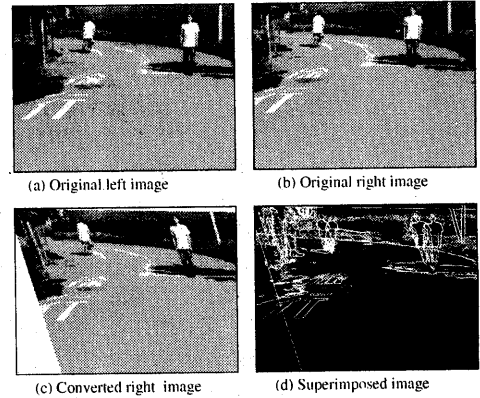 (a) Original left image
(b) Original right image
(c) Converted right image
(d) Superimposed image